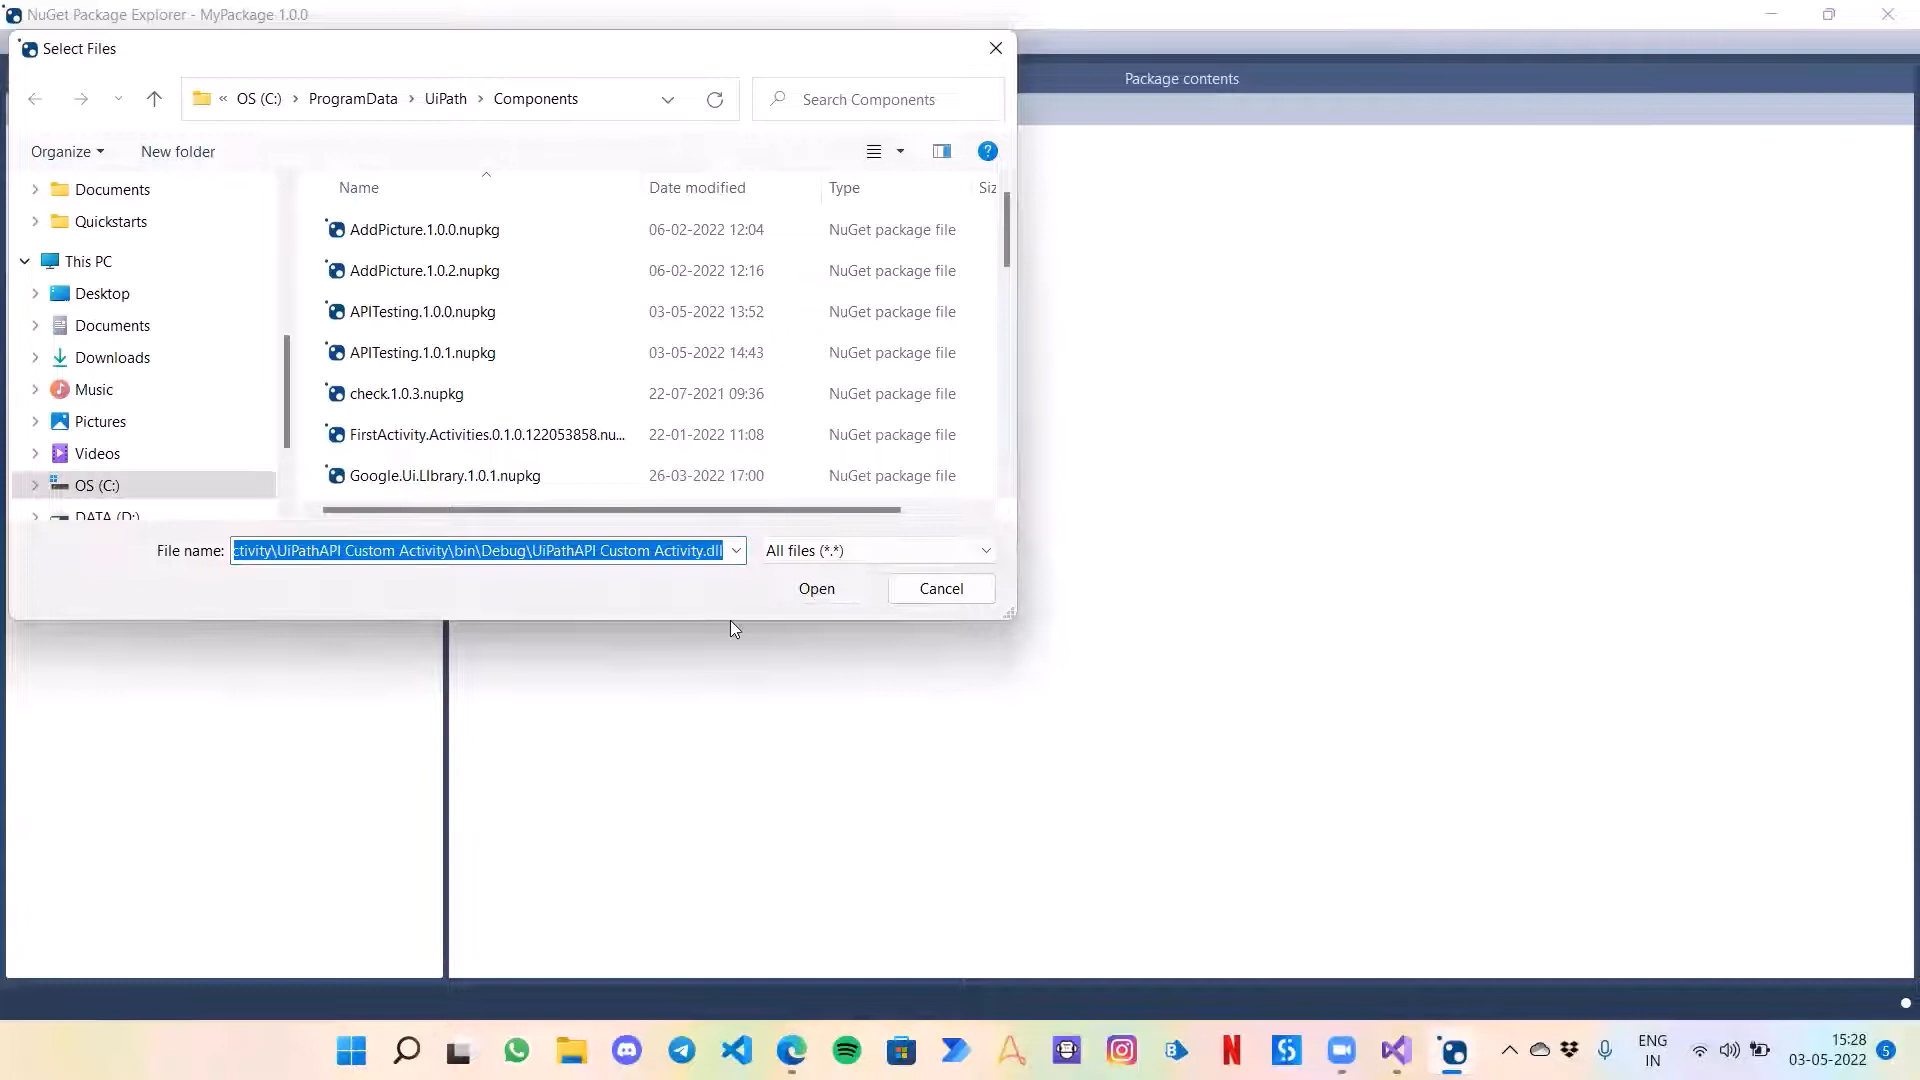 NuGet Package Explorer - MyPackage 1.0.0
Select Files
« OS (C:) › ProgramData › UiPath › Components
Search Components
Package contents
Organize
New folder
Name
Date modified
Type
Siz
Documents
Quickstarts
This PC
Desktop
Documents
Downloads
Music
Pictures
Videos
OS (C:)
DATA (D:)
AddPicture.1.0.0.nupkg 06-02-2022 12:04 NuGet package file
AddPicture.1.0.2.nupkg 06-02-2022 12:16 NuGet package file
APITesting.1.0.0.nupkg 03-05-2022 13:52 NuGet package file
APITesting.1.0.1.nupkg 03-05-2022 14:43 NuGet package file
check.1.0.3.nupkg 22-07-2021 09:36 NuGet package file
FirstActivity.Activities.0.1.0.122053858.nu... 22-01-2022 11:08 NuGet package file
Google.Ui.LIbrary.1.0.1.nupkg 26-03-2022 17:00 NuGet package file
File name: ctivity\UiPathAPI Custom Activity\bin\Debug\UiPathAPI Custom Activity.dll
All files (*.*)
Open
Cancel
ENG
IN
15:28
03-05-2022
5